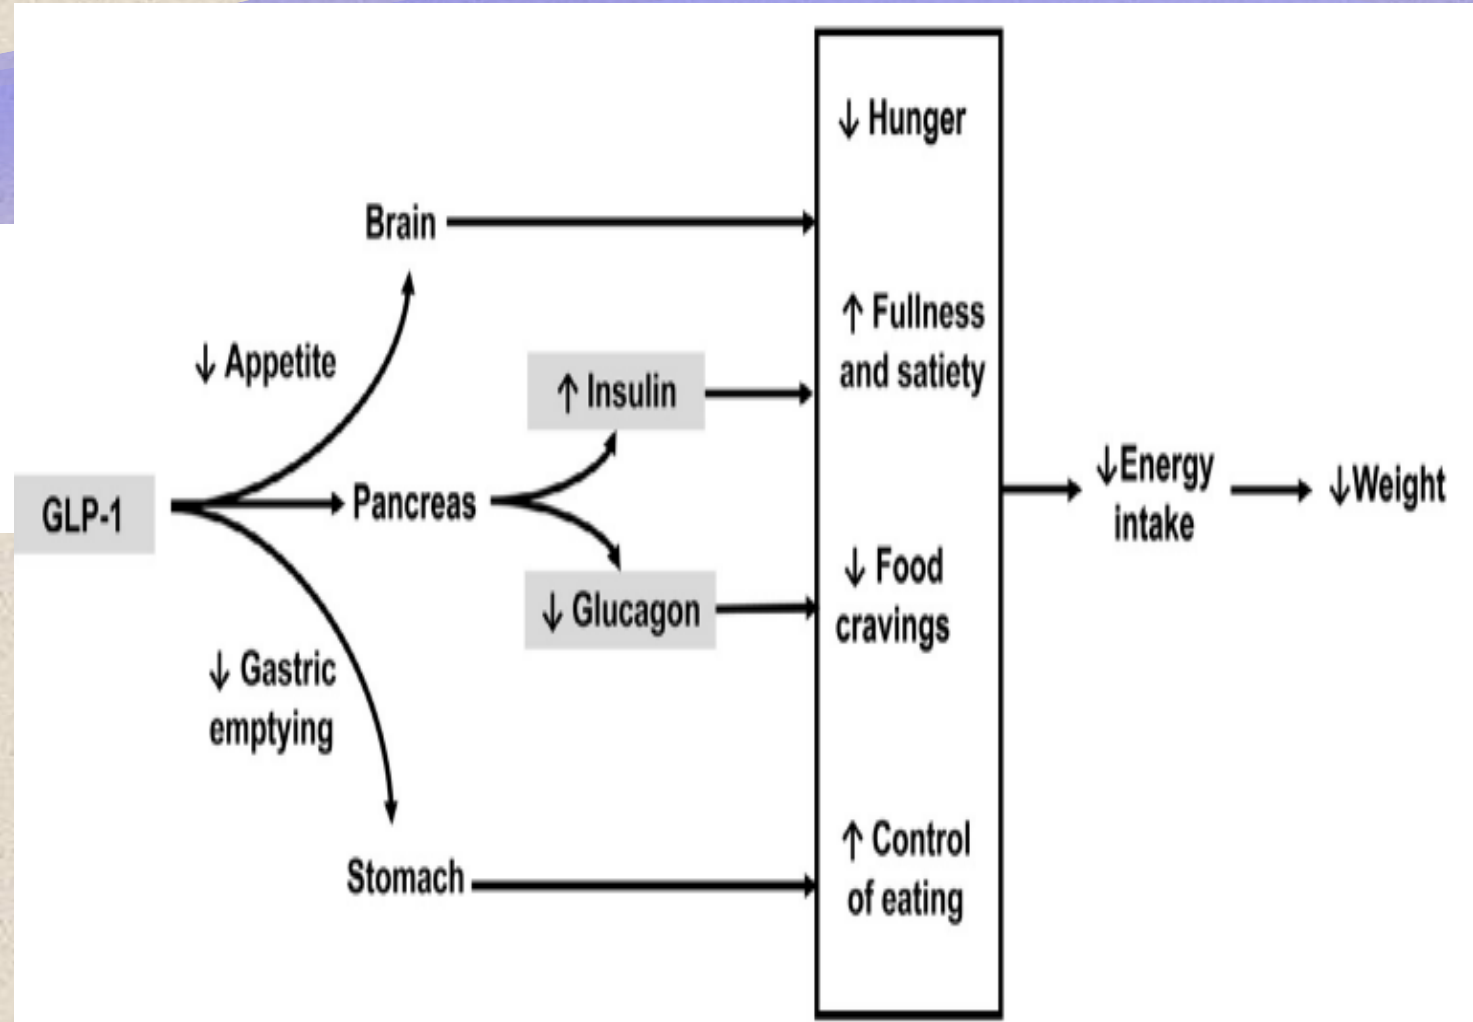 ↓ Hunger
Brain
↑ Fullness
and satiety
↓ Appetite
↑ Insulin
GLP-1
Pancreas
↓Energy
intake
↓Weight
↓ Food
cravings
↓ Glucagon
↓ Gastric
emptying
Stomach
↑ Control
of eating